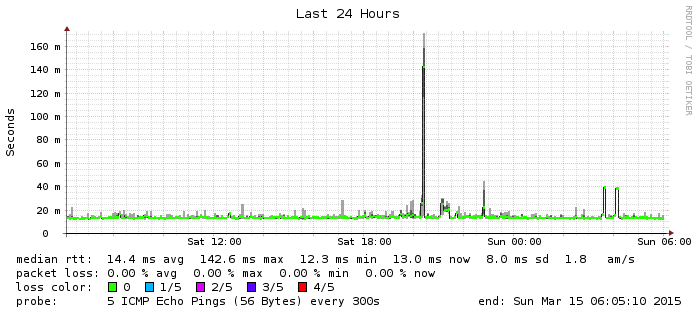 Last 24 Hours
RRDTOOL / TOBI OETIKER
Seconds
160 m
140 m
120 m
100 m
80 m
60 m
40 m
20 m
0
Sat 12:00 Sat 18:00 Sun 00:00 Sun 06:00
median rtt: 14.4 ms avg 142.6 ms max 12.3 ms min 13.0 ms now 8.0 ms sd 1.8 am/s
packet loss: 0.00 % avg 0.00 % max 0.00 % min 0.00 % now
loss color: 0 1/5 2/5 3/5 4/5
probe: 5 ICMP Echo Pings (56 Bytes) every 300s end: Sun Mar 15 06:05:10 2015